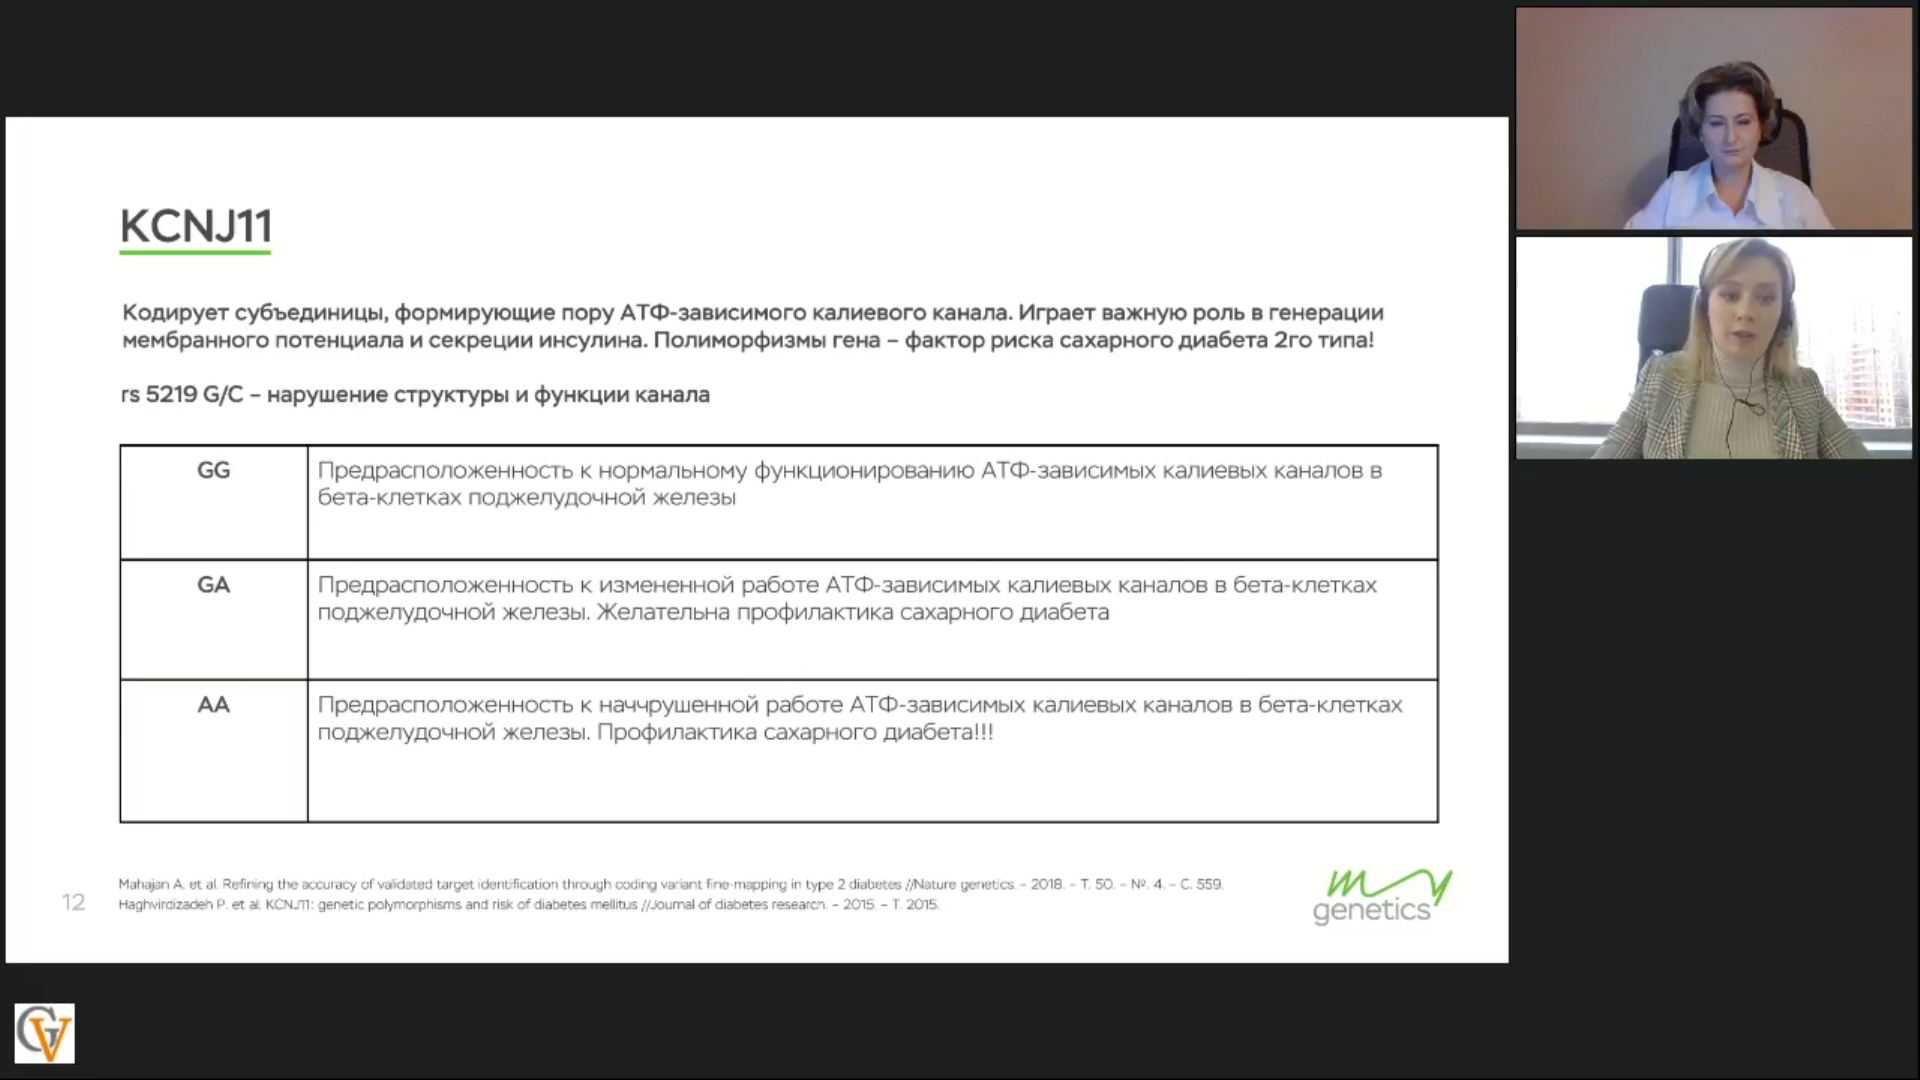 KCNJ11
Кодирует субъединицы, формирующие пору АТФ-зависимого калиевого канала. Играет важную роль в генерации
мембранного потенциала и секреции инсулина. Полиморфизмы гена – фактор риска сахарного диабета 2го типа!
rs 5219 G/C – нарушение структуры и функции канала
GG
Предрасположенность к нормальному функционированию АТФ-зависимых калиевых каналов в
бета-клетках поджелудочной железы
GA
Предрасположенность к измененной работе АТФ-зависимых калиевых каналов в бета-клетках
поджелудочной железы. Желательна профилактика сахарного диабета
AA
Предрасположенность к наччрушенной работе АТФ-зависимых калиевых каналов в бета-клетках
поджелудочной железы. Профилактика сахарного диабета!!!
Mahajan A. et al. Refining the accuracy of validated target identification through coding variant fine-mapping in type 2 diabetes //Nature genetics. – 2018. – Т. 50. – №. 4. – С. 559.
Haghvirdizadeh P. et al. KCNJ11: genetic polymorphisms and risk of diabetes mellitus //Journal of diabetes research. – 2015. – Т. 2015.
12
my
genetics
GV